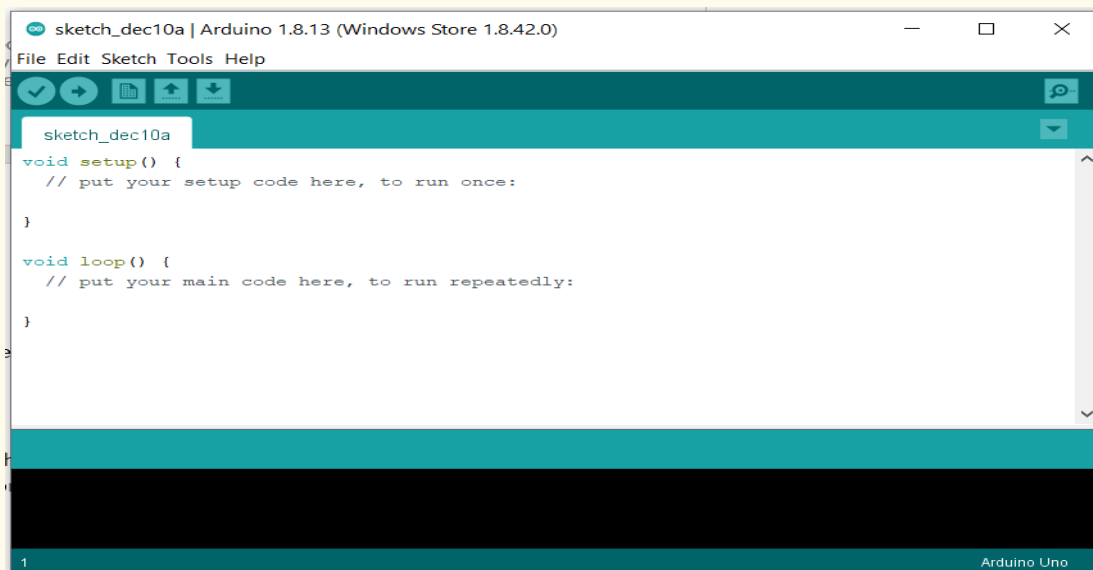 sketch_dec10a | Arduino 1.8.13 (Windows Store 1.8.42.0)
File Edit Sketch Tools Help
sketch_dec10a
void setup() {
  // put your setup code here, to run once:
}
void loop() {
  // put your main code here, to run repeatedly:
}
1
Arduino Uno